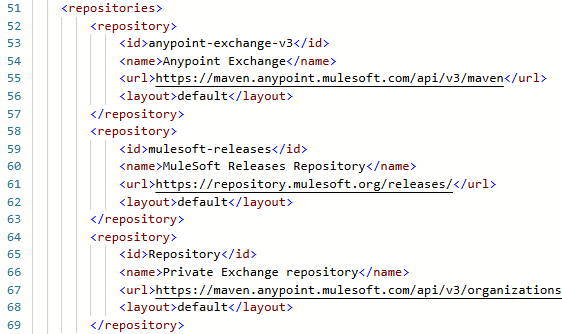 51 <repositories>
52 <repository>
53 <id>anypoint-exchange-v3</id>
54 <name>Anypoint Exchange</name>
55 <url>https://maven.anypoint.mulesoft.com/api/v3/maven</url>
56 <layout>default</layout>
57 </repository>
58 <repository>
59 <id>mulesoft-releases</id>
60 <name>MuleSoft Releases Repository</name>
61 <url>https://repository.mulesoft.org/releases/</url>
62 <layout>default</layout>
63 </repository>
64 <repository>
65 <id>Repository</id>
66 <name>Private Exchange repository</name>
67 <url>https://maven.anypoint.mulesoft.com/api/v3/organizations
68 <layout>default</layout>
69 </repository>